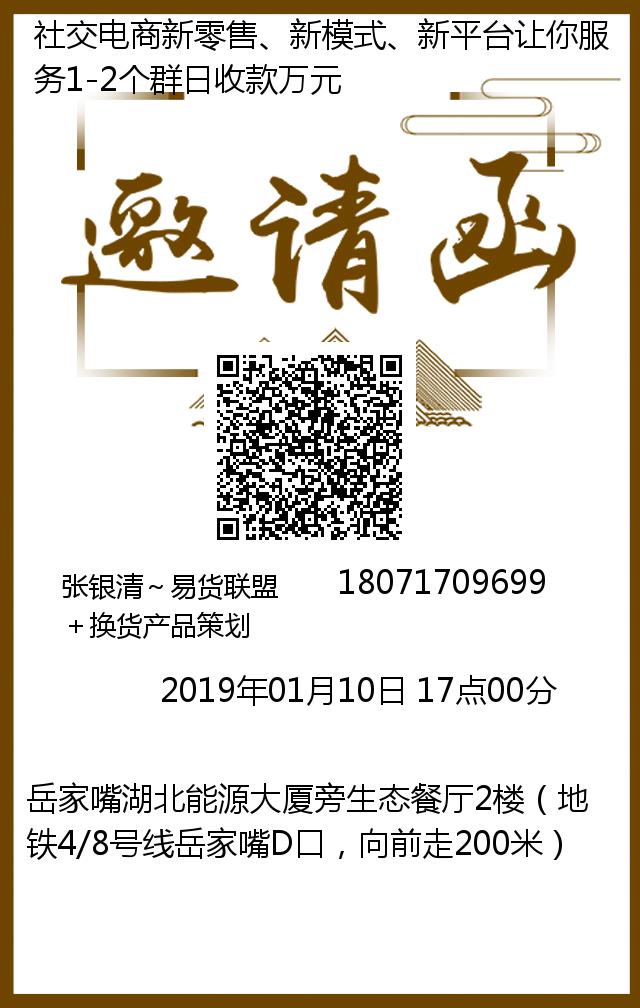 社交电商新零售、新模式、新平台让你服
务1-2个群日收款万元
邀请函
张银清～易货联盟
18071709699
＋换货产品策划
2019年01月10日 17点00分
岳家嘴湖北能源大厦旁生态餐厅2楼（地
铁4/8号线岳家嘴D口，向前走200米）